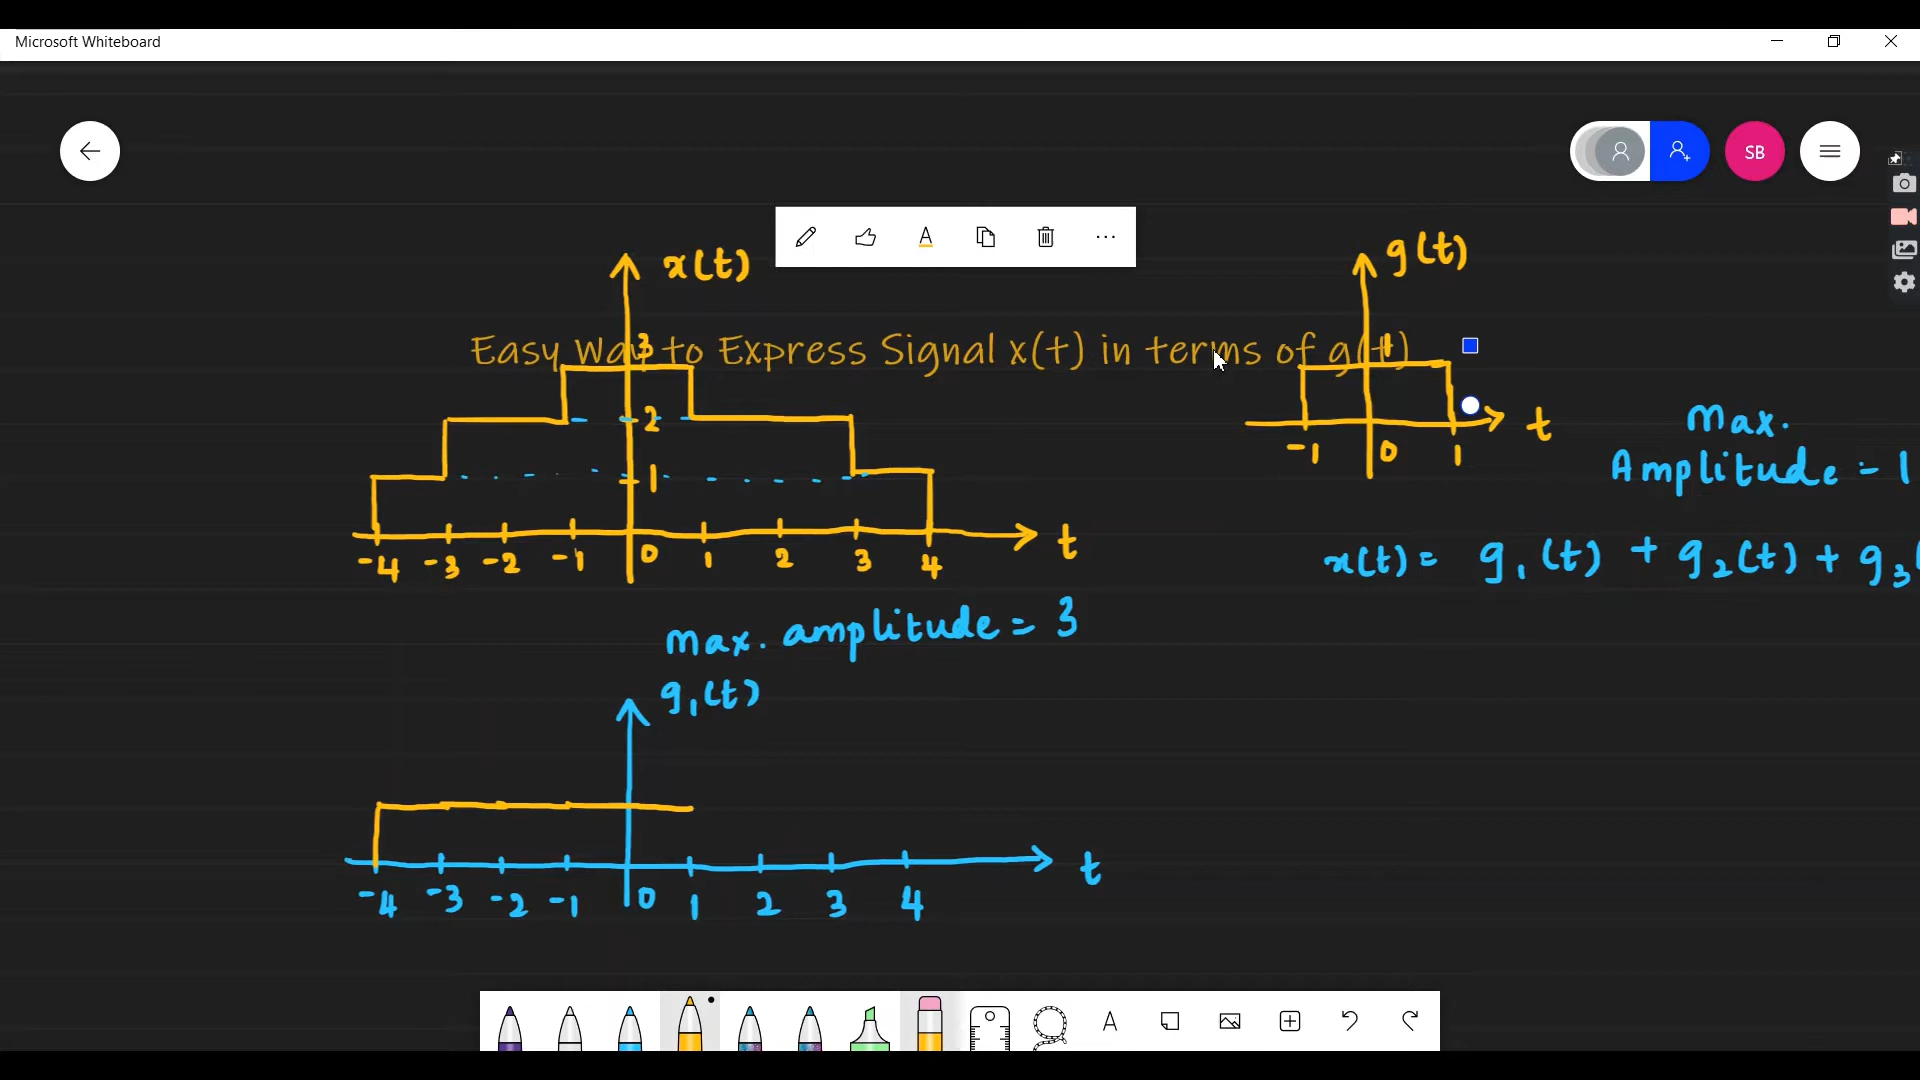 Microsoft Whiteboard
SB
A
x(t)
g(t)
Easy Way to Express Signal x(t) in terms of g(t)
3
1
2
1
-4 -3 -2 -1 0 1 2 3 4 t
-1 0 1 t
Max.
Amplitude = 1
x(t) = g₁(t) + g₂(t) + g₃(
max. amplitude = 3
g₁(t)
-4 -3 -2 -1 0 1 2 3 4 t
A